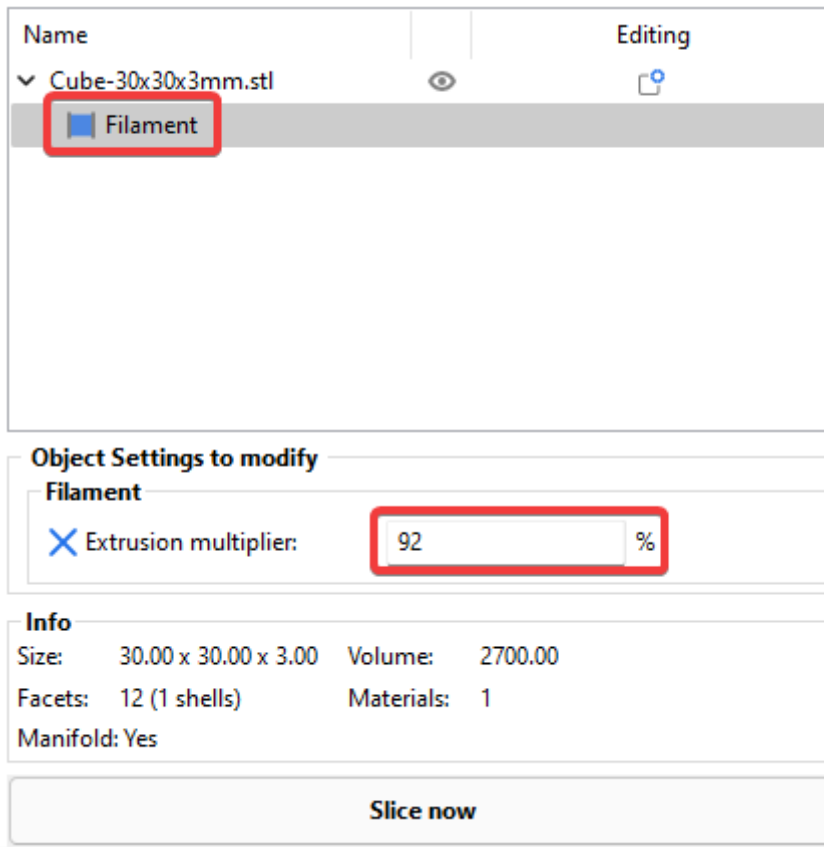 Name Editing
Cube-30x30x3mm.stl
Filament
Object Settings to modify
Filament
Extrusion multiplier: 92 %
Info
Size: 30.00 x 30.00 x 3.00 Volume: 2700.00
Facets: 12 (1 shells) Materials: 1
Manifold: Yes
Slice now